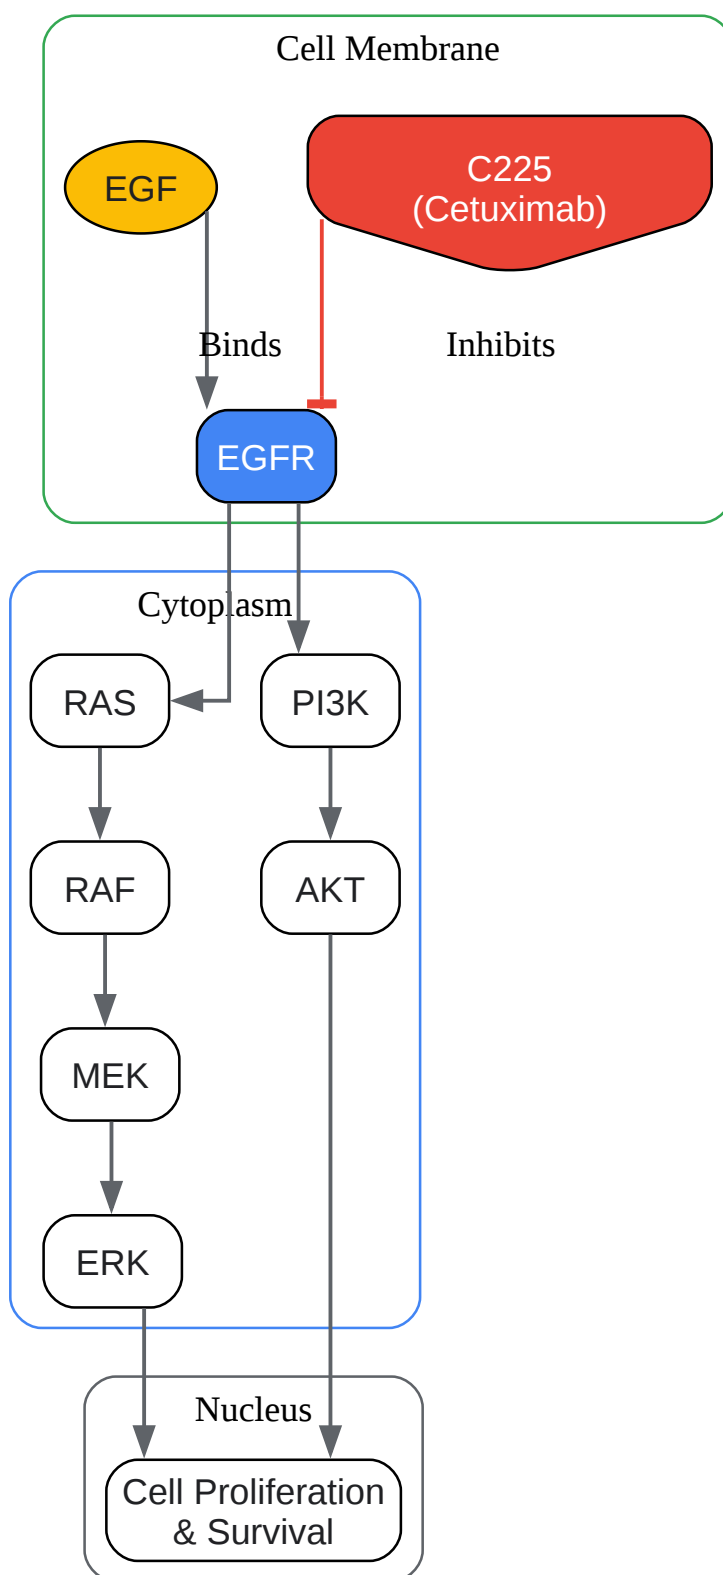 Cell Membrane
EGF
C225
(Cetuximab)
Binds
Inhibits
EGFR
Cytoplasm
RAS
PI3K
RAF
AKT
MEK
ERK
Nucleus
Cell Proliferation
& Survival